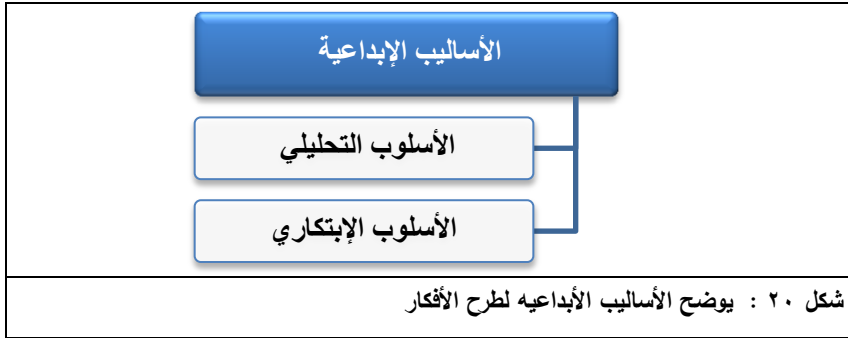 الأساليب الإبداعية
الأسلوب التحليلي
الأسلوب الإبتكاري
شكل ٢٠ : يوضح الأساليب الأبداعيه لطرح الأفكار